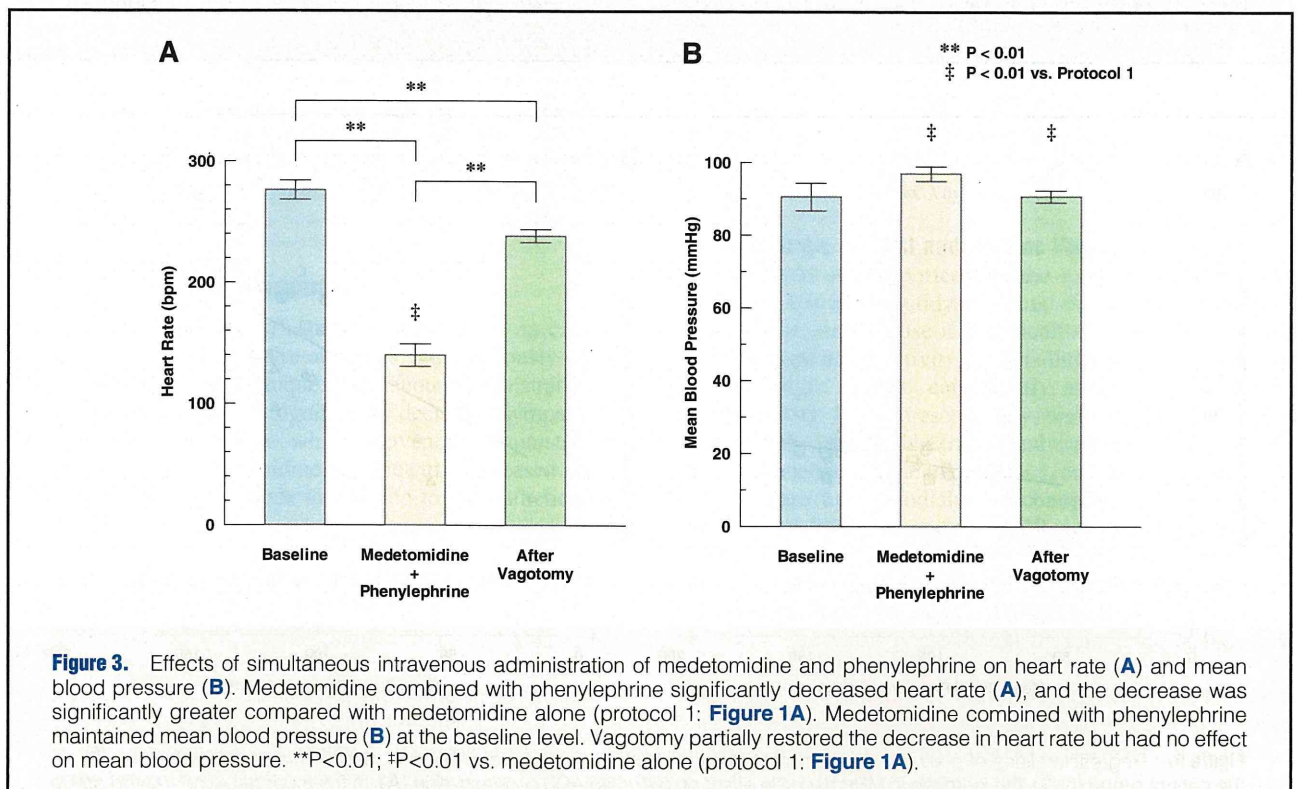 A
B
** P < 0.01
‡ P < 0.01 vs. Protocol 1
**
**
**
‡
‡
‡
Heart Rate (bpm)
300
200
100
0
Baseline
Medetomidine
+
Phenylephrine
After
Vagotomy
Mean Blood Pressure (mmHg)
100
80
60
40
20
0
Baseline
Medetomidine
+
Phenylephrine
After
Vagotomy
Figure 3. Effects of simultaneous intravenous administration of medetomidine and phenylephrine on heart rate (A) and mean
blood pressure (B). Medetomidine combined with phenylephrine significantly decreased heart rate (A), and the decrease was
significantly greater compared with medetomidine alone (protocol 1: Figure 1A). Medetomidine combined with phenylephrine
maintained mean blood pressure (B) at the baseline level. Vagotomy partially restored the decrease in heart rate but had no effect
on mean blood pressure. **P<0.01; ‡P<0.01 vs. medetomidine alone (protocol 1: Figure 1A).